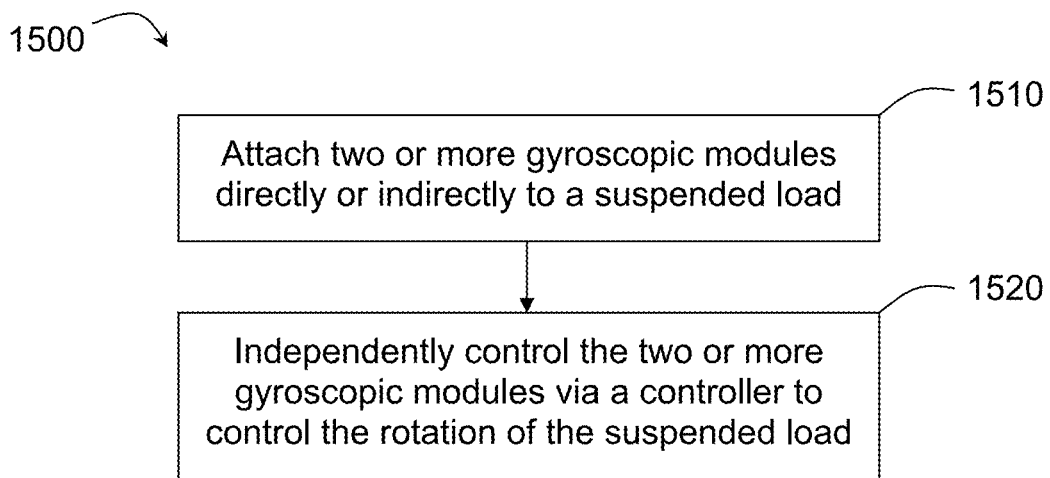 1500
1510
Attach two or more gyroscopic modules
directly or indirectly to a suspended load
1520
Independently control the two or more
gyroscopic modules via a controller to
control the rotation of the suspended load